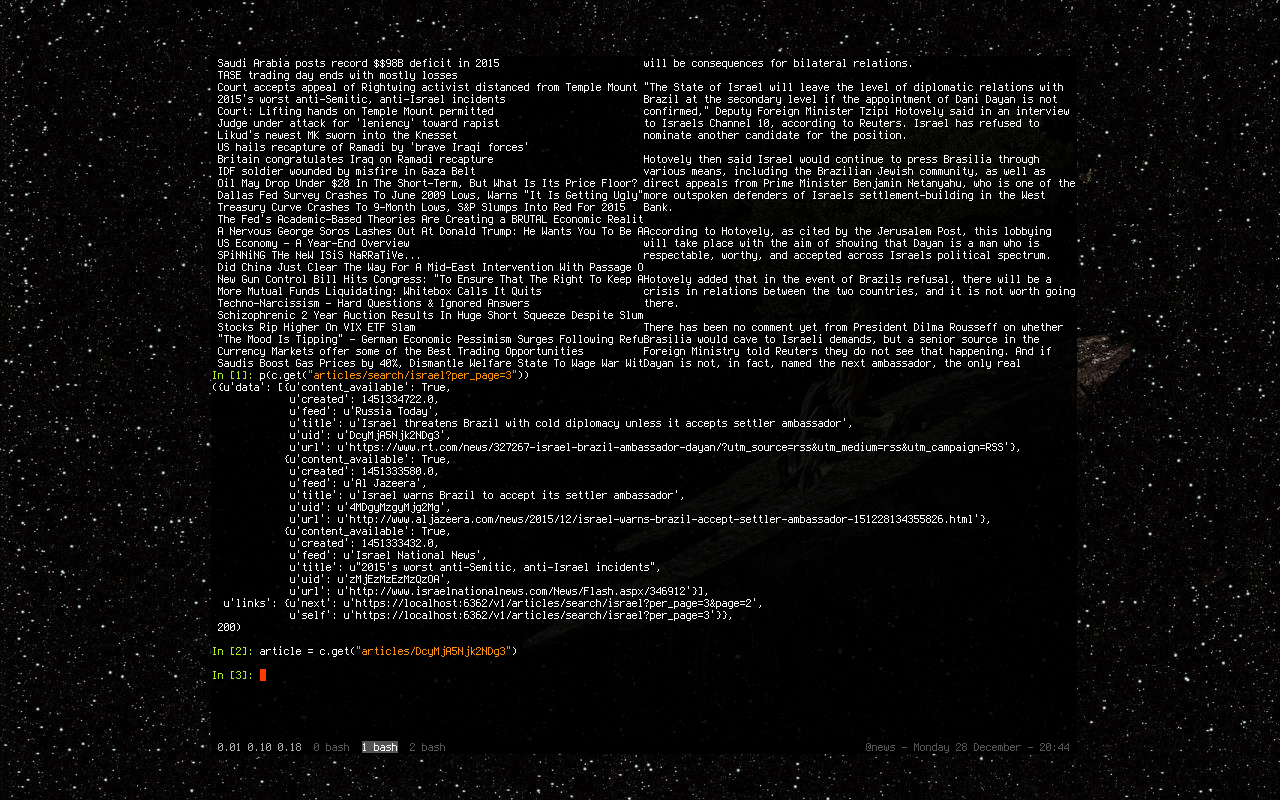 Saudi Arabia posts record $$98B deficit in 2015
TASE trading day ends with mostly losses
Court accepts appeal of Rightwing activist distanced from Temple Mount
2015's worst anti-Semitic, anti-Israel incidents
Court: Lifting hands on Temple Mount permitted
Judge under attack for 'leniency' toward rapist
Likud's newest MK sworn into the Knesset
US hails recapture of Ramadi by 'brave Iraqi forces'
Britain congratulates Iraq on Ramadi recapture
IDF soldier wounded by misfire in Gaza Belt
Oil May Drop Under $20 In The Short-Term, But What Is Its Price Floor?
Dallas Fed Survey Crashes To June 2009 Lows, Warns "It Is Getting Ugly"
Treasury Curve Crashes To 9-Month Lows, S&P Slumps Into Red For 2015
The Fed's Academic-Based Theories Are Creating a BRUTAL Economic Realit
A Nervous George Soros Lashes Out At Donald Trump: He Wants You To Be A
US Economy - A Year-End Overview
SPiNNiNG THe NeW ISiS NaRRaTiVe...
Did China Just Clear The Way For A Mid-East Intervention With Passage O
New Gun Control Bill Hits Congress: "To Ensure That The Right To Keep A
More Mutual Funds Liquidating: Whitebox Calls It Quits
Techno-Narcissism - Hard Questions & Ignored Answers
Schizophrenic 2 Year Auction Results In Huge Short Squeeze Despite Slum
Stocks Rip Higher On VIX ETF Slam
"The Mood Is Tipping" - German Economic Pessimism Surges Following Refu
Currency Markets offer some of the Best Trading Opportunities
Saudis Boost Gas Prices by 40%, Dismantle Welfare State To Wage War Wit
will be consequences for bilateral relations.
"The State of Israel will leave the level of diplomatic relations with
Brazil at the secondary level if the appointment of Dani Dayan is not
confirmed," Deputy Foreign Minister Tzipi Hotovely said in an interview
to Israels Channel 10, according to Reuters. Israel has refused to
nominate another candidate for the position.
Hotovely then said Israel would continue to press Brasilia through
various means, including the Brazilian Jewish community, as well as
direct appeals from Prime Minister Benjamin Netanyahu, who is one of the
more outspoken defenders of Israels settlement-building in the West
Bank.
According to Hotovely, as cited by the Jerusalem Post, this lobbying
will take place with the aim of showing that Dayan is a man who is
respectable, worthy, and accepted across Israels political spectrum.
Hotovely added that in the event of Brazils refusal, there will be a
crisis in relations between the two countries, and it is not worth going
there.
There has been no comment yet from President Dilma Rousseff on whether
Brasilia would cave to Israeli demands, but a senior source in the
Foreign Ministry told Reuters they do not see that happening. And if
Dayan is not, in fact, named the next ambassador, the only real
In [1]: p(c.get("articles/search/israel?per_page=3"))
({u'data': [{u'content_available': True,
u'created': 1451334722.0,
u'feed': u'Russia Today',
u'title': u'Israel threatens Brazil with cold diplomacy unless it accepts settler ambassador',
u'uid': u'DcyMjA5Njk2NDg3',
u'url': u'https://www.rt.com/news/327267-israel-brazil-ambassador-dayan/?utm_source=rss&utm_medium=rss&utm_campaign=RSS'},
{u'content_available': True,
u'created': 1451333580.0,
u'feed': u'Al Jazeera',
u'title': u'Israel warns Brazil to accept its settler ambassador',
u'uid': u'4MDgyMzgyMjg2Mg',
u'url': u'http://www.aljazeera.com/news/2015/12/israel-warns-brazil-accept-settler-ambassador-151228134355826.html'},
{u'content_available': True,
u'created': 1451333432.0,
u'feed': u'Israel National News',
u'title': u"2015's worst anti-Semitic, anti-Israel incidents",
u'uid': u'zMjEzMzEzMzQzOA',
u'url': u'http://www.israelnationalnews.com/News/Flash.aspx/346912'}],
u'links': {u'next': u'https://localhost:6362/v1/articles/search/israel?per_page=3&page=2',
u'self': u'https://localhost:6362/v1/articles/search/israel?per_page=3'}},
200)
In [2]: article = c.get("articles/DcyMjA5Njk2NDg3")
In [3]:
0.01 0.10 0.18 0 bash 1 bash 2 bash
@news - Monday 28 December - 20:44